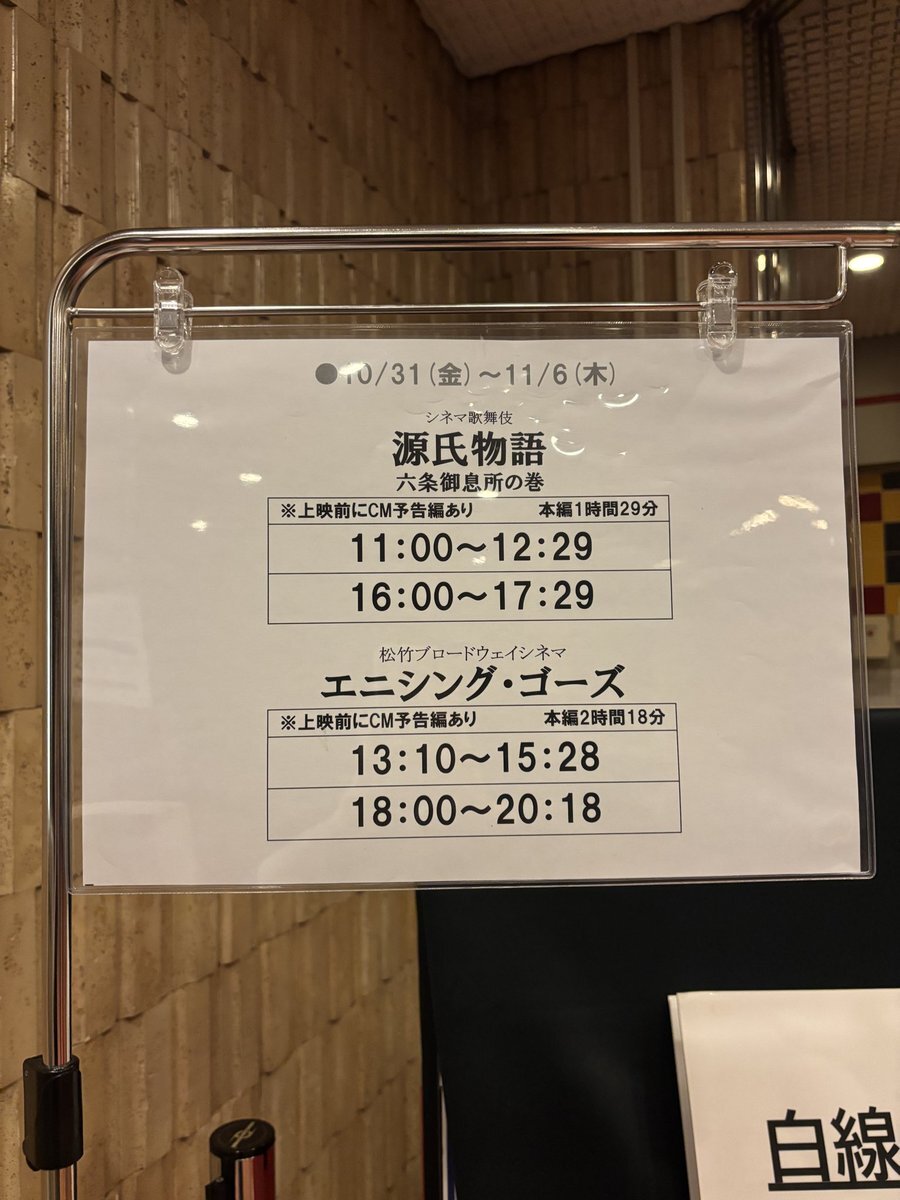 ●10/31(金)～11/6(木)
シネマ歌舞伎
源氏物語
六条御息所の巻
※上映前にCM予告編あり 本編1時間29分
11:00～12:29
16:00～17:29
松竹ブロードウェイシネマ
エニシング・ゴーズ
※上映前にCM予告編あり 本編2時間18分
13:10～15:28
18:00～20:18
白線